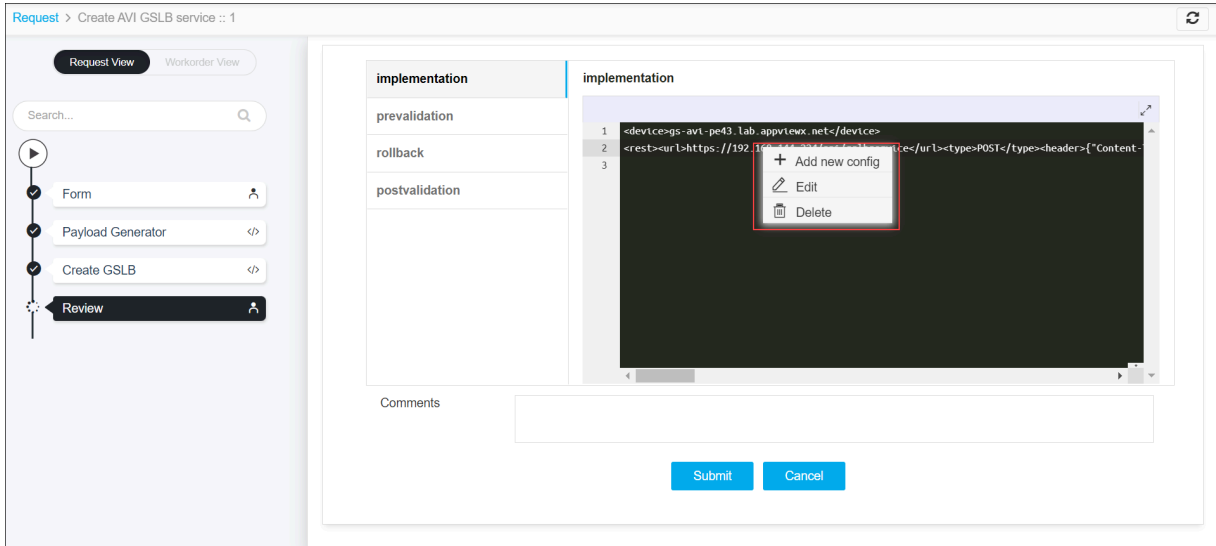 Request > Create AVI GSLB service :: 1
Request View Workorder View
Search...
Form
Payload Generator </>
Create GSLB </>
Review
implementation
prevalidation
rollback
postvalidation
implementation
1 <device>gs-avi-pe43.lab.appviewx.net</device>
2 <rest><url>https://192. ice</url><type>POST</type><header>{"Content-
3
Add new config
Edit
Delete
Comments
Submit Cancel